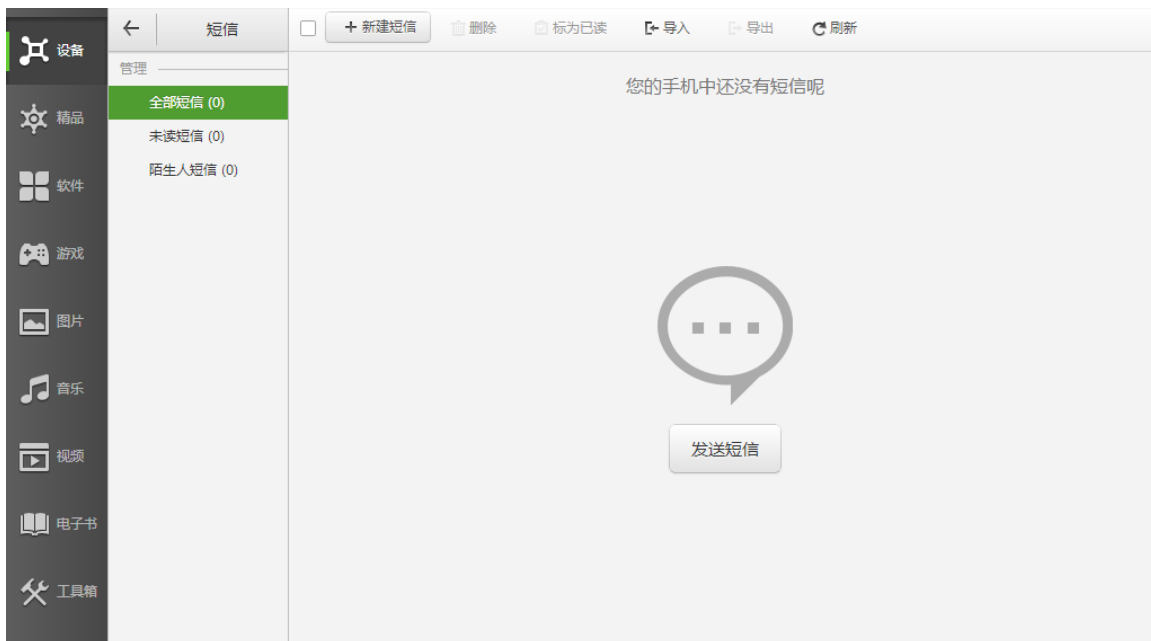 设备
精品
软件
游戏
图片
音乐
视频
电子书
工具箱
短信
管理
全部短信 (0)
未读短信 (0)
陌生人短信 (0)
新建短信 删除 标为已读 导入 导出 刷新
您的手机中还没有短信呢
发送短信